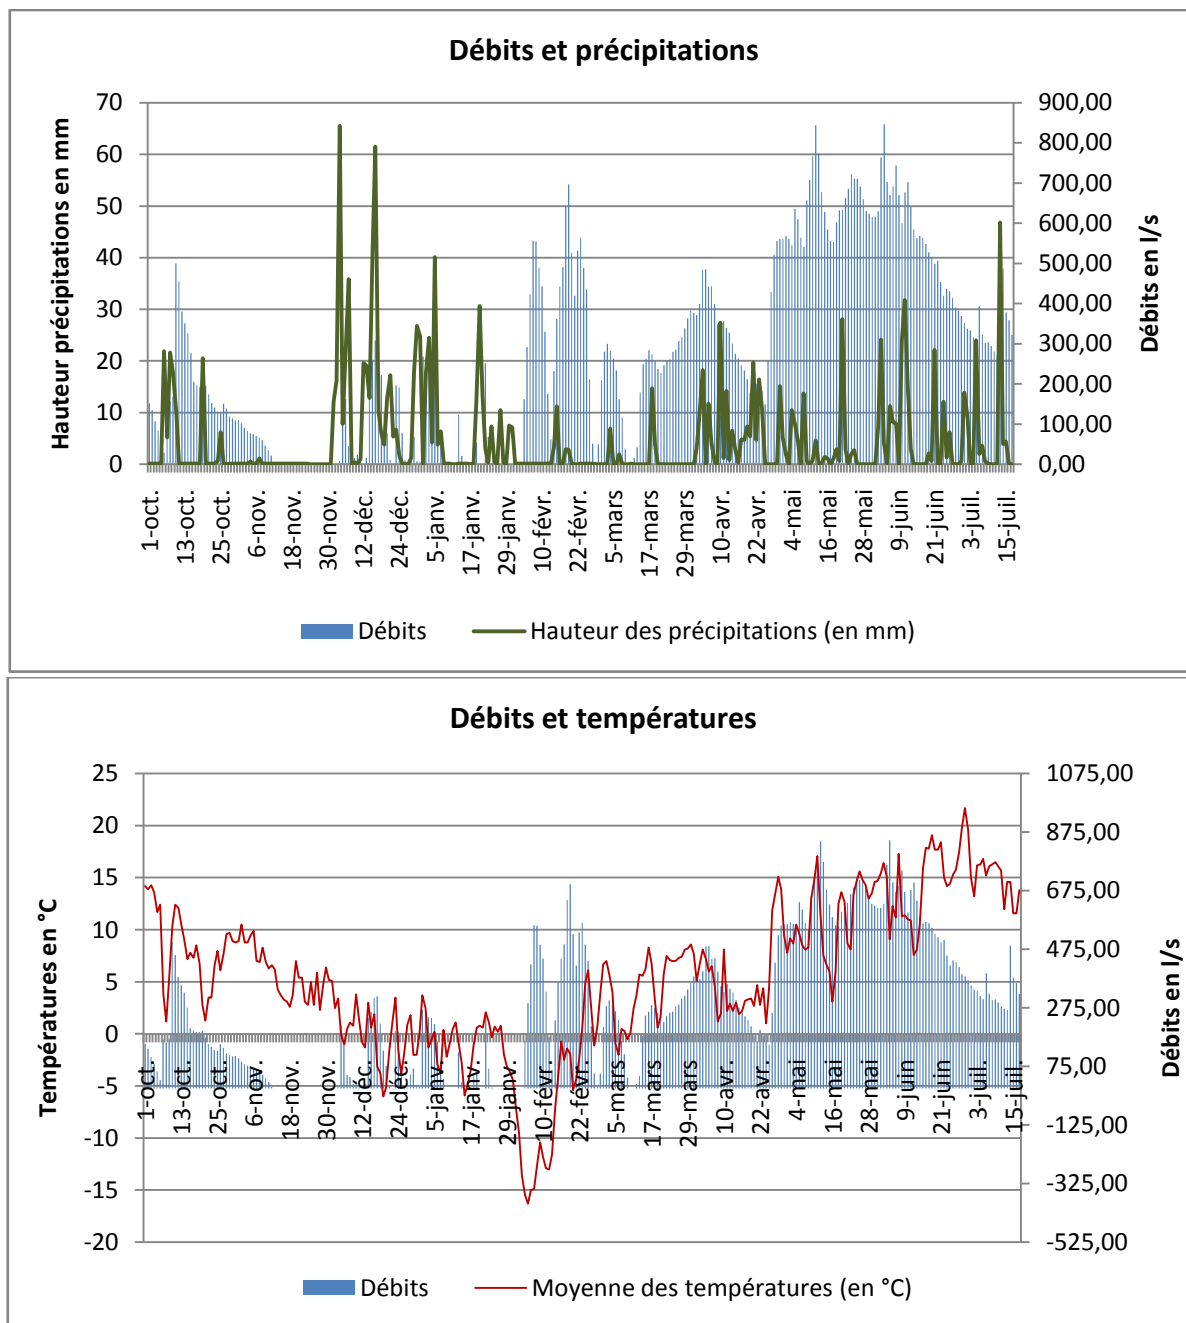 Débits et précipitations
Hauteur précipitations en mm
70
60
50
40
30
20
10
0
900,00
800,00
700,00
600,00
500,00
400,00
300,00
200,00
100,00
0,00
Débits en l/s
1-oct.
13-oct.
25-oct.
6-nov.
18-nov.
30-nov.
12-déc.
24-déc.
5-janv.
17-janv.
29-janv.
10-févr.
22-févr.
5-mars
17-mars
29-mars
10-avr.
22-avr.
4-mai
16-mai
28-mai
9-juin
21-juin
3-juil.
15-juil.
Débits
Hauteur des précipitations (en mm)
Débits et températures
Températures en °C
25
20
15
10
5
0
-5
-10
-15
-20
1075,00
875,00
675,00
475,00
275,00
75,00
-125,00
-325,00
-525,00
Débits en l/s
1-oct.
13-oct.
25-oct.
6-nov.
18-nov.
30-nov.
12-déc.
24-déc.
5-janv.
17-janv.
29-janv.
10-févr.
22-févr.
5-mars
17-mars
29-mars
10-avr.
22-avr.
4-mai
16-mai
28-mai
9-juin
21-juin
3-juil.
15-juil.
Débits
Moyenne des températures (en °C)